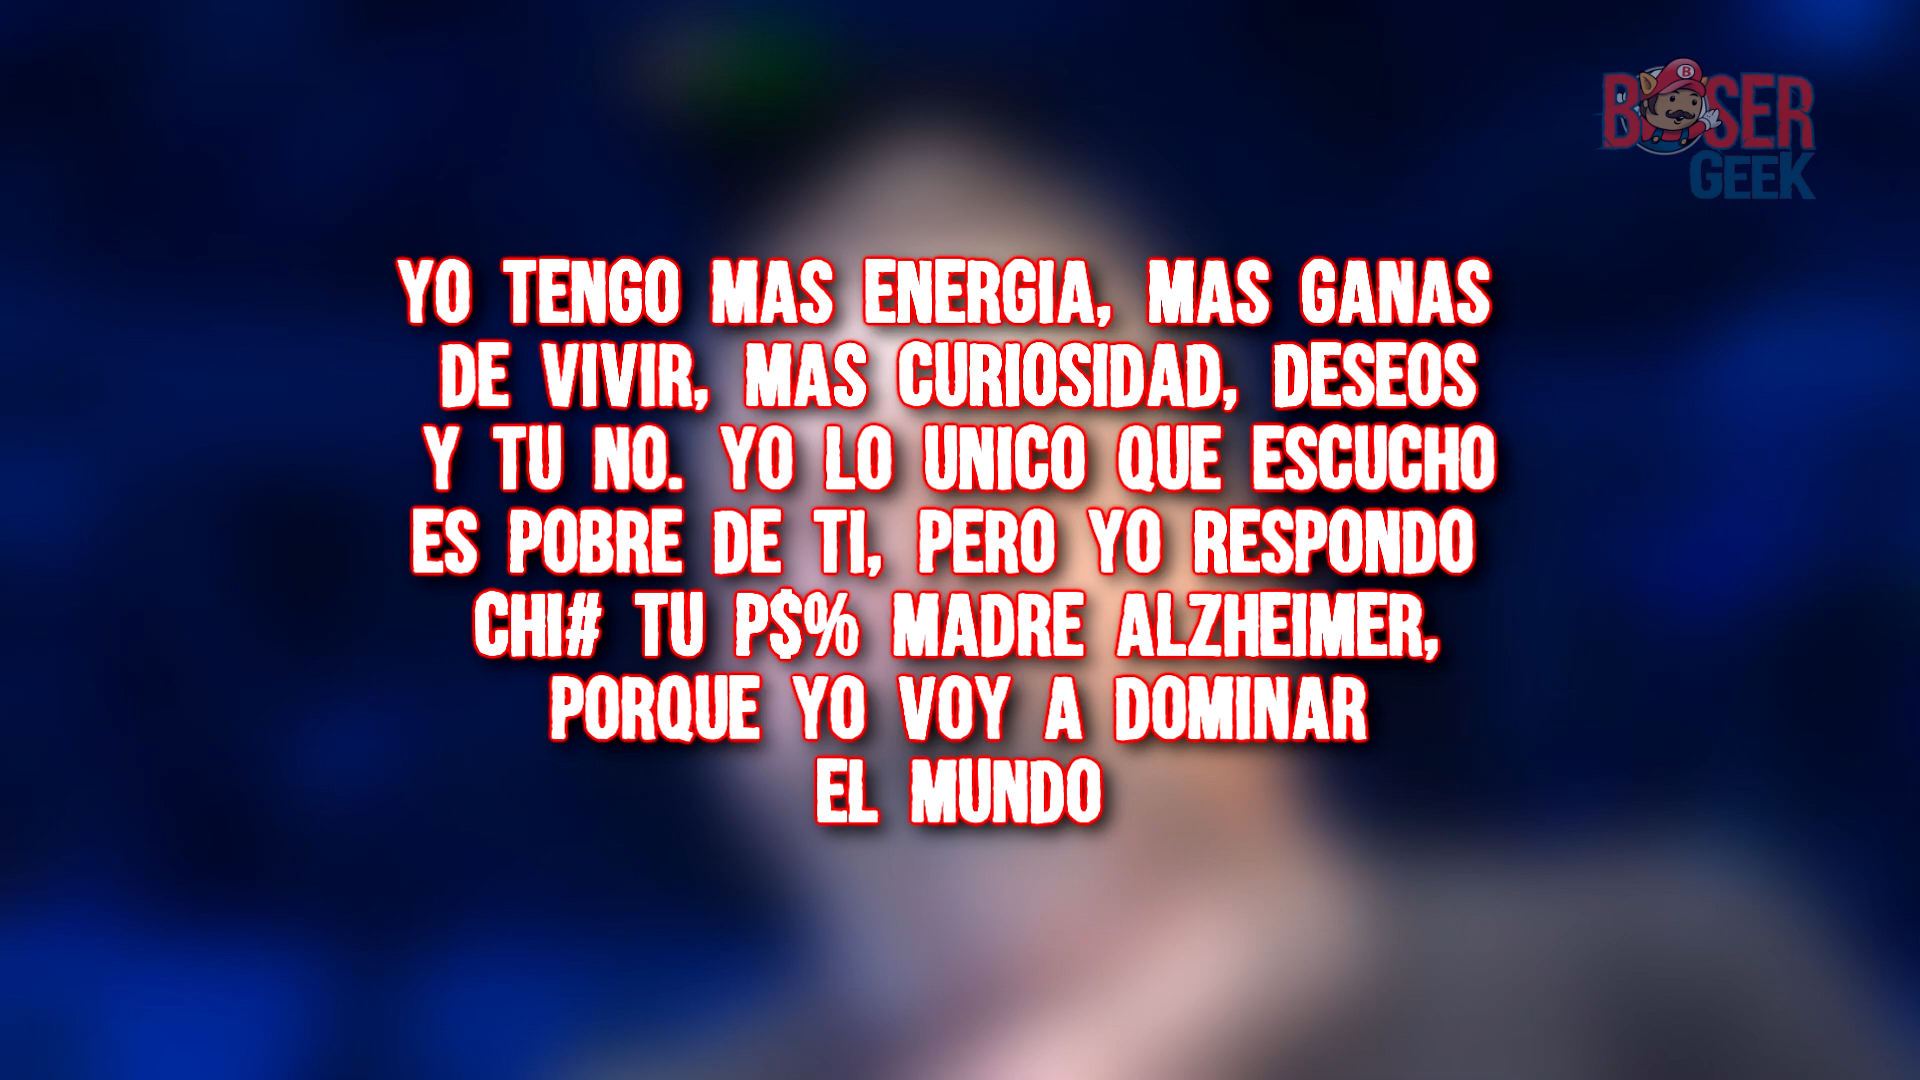 BOSER
GEEK
YO TENGO MAS ENERGIA, MAS GANAS
DE VIVIR, MAS CURIOSIDAD, DESEOS
Y TU NO. YO LO UNICO QUE ESCUCHO
ES POBRE DE TI, PERO YO RESPONDO
CHI# TU P$% MADRE ALZHEIMER,
PORQUE YO VOY A DOMINAR
EL MUNDO